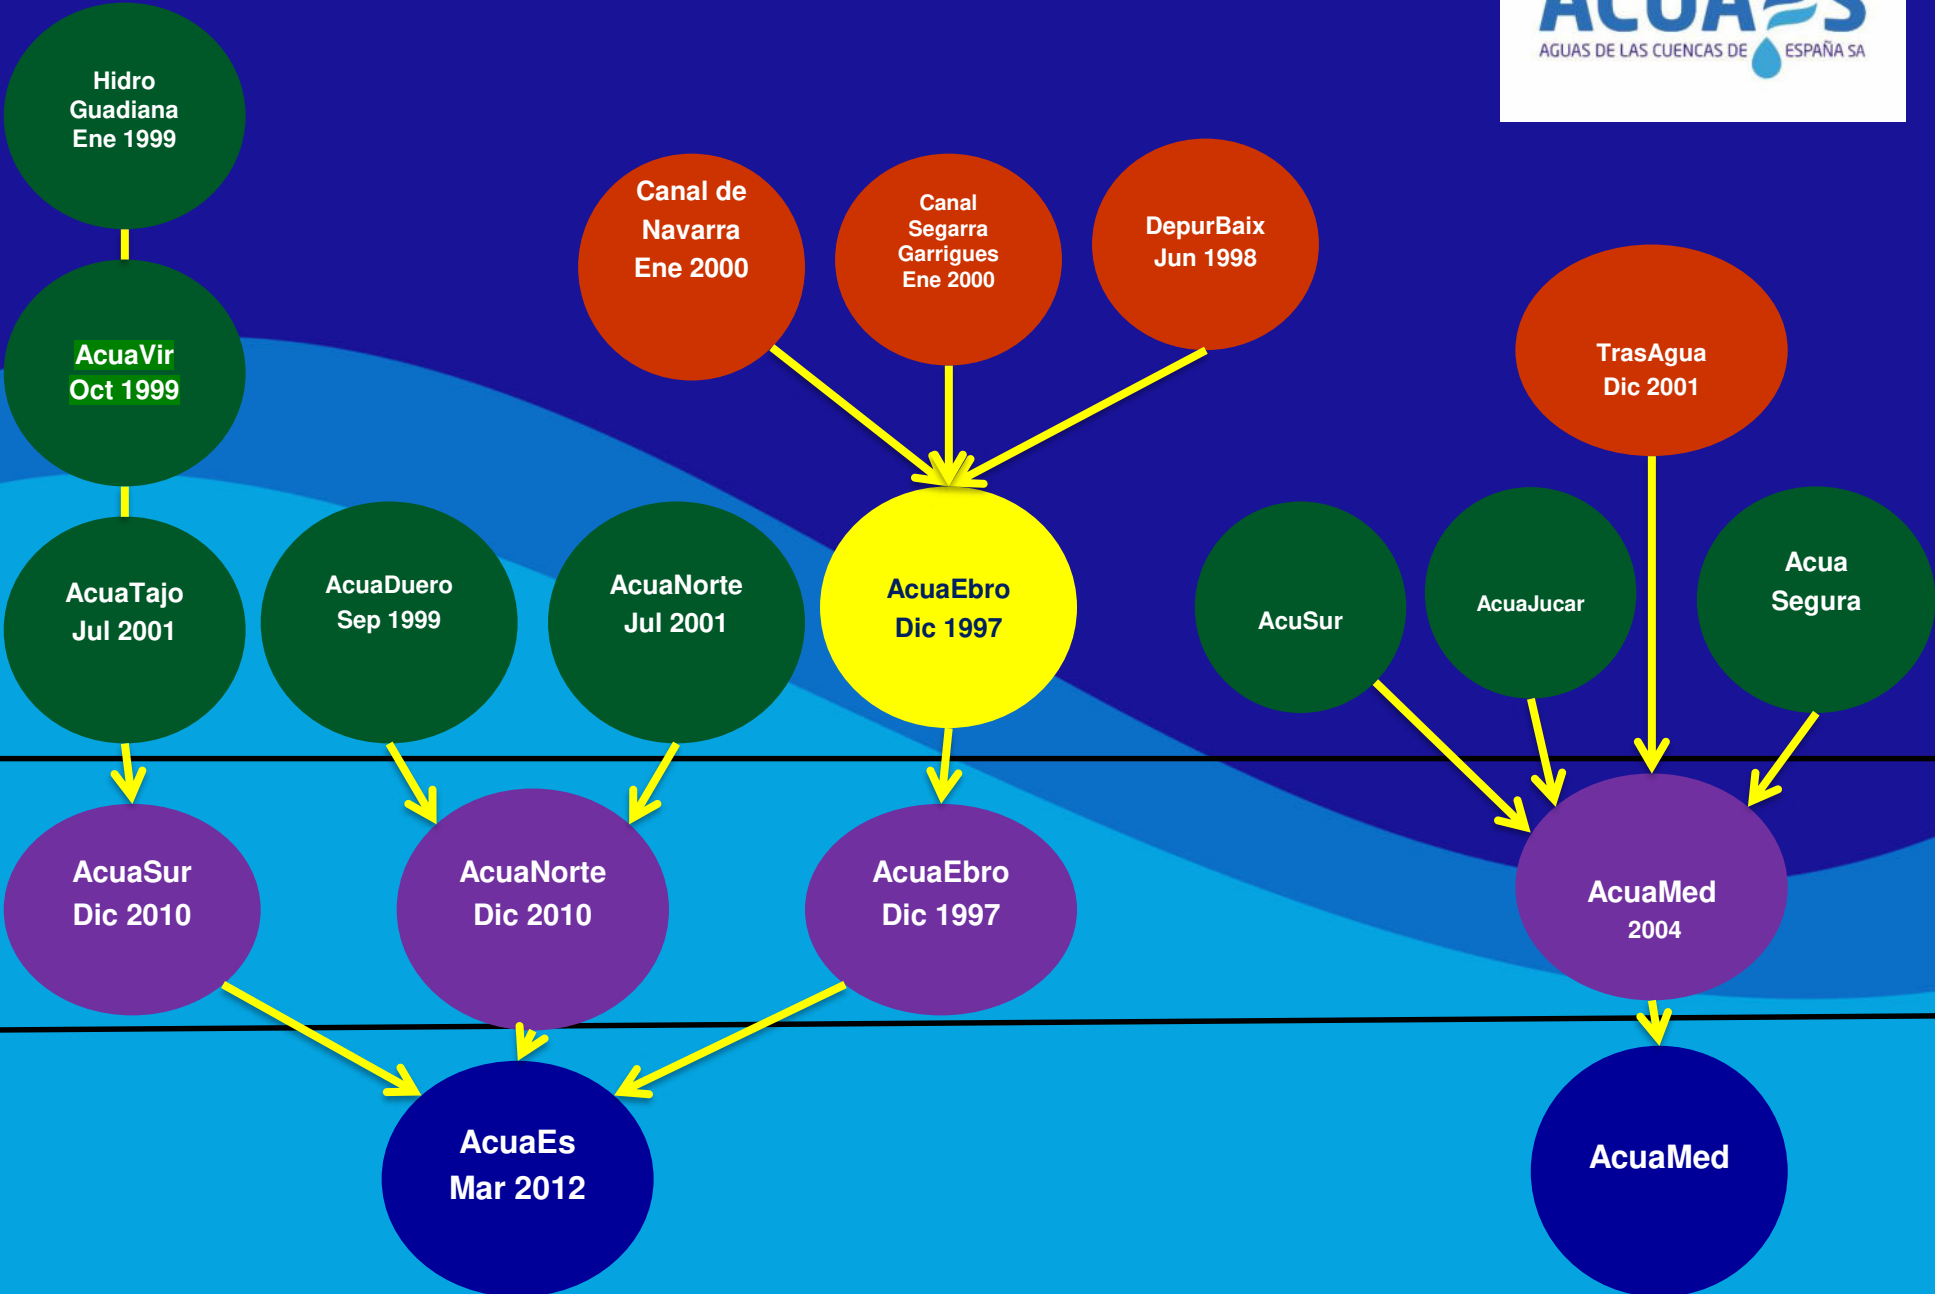 ACUAES
AGUAS DE LAS CUENCAS DE ESPAÑA SA
Hidro
Guadiana
Ene 1999
Canal de
Navarra
Ene 2000
Canal
Segarra
Garrigues
Ene 2000
DepurBaix
Jun 1998
TrasAgua
Dic 2001
AcuaVir
Oct 1999
AcuaTajo
Jul 2001
AcuaDuero
Sep 1999
AcuaNorte
Jul 2001
AcuaEbro
Dic 1997
AcuSur
AcuaJucar
Acua
Segura
AcuaSur
Dic 2010
AcuaNorte
Dic 2010
AcuaEbro
Dic 1997
AcuaMed
2004
AcuaEs
Mar 2012
AcuaMed